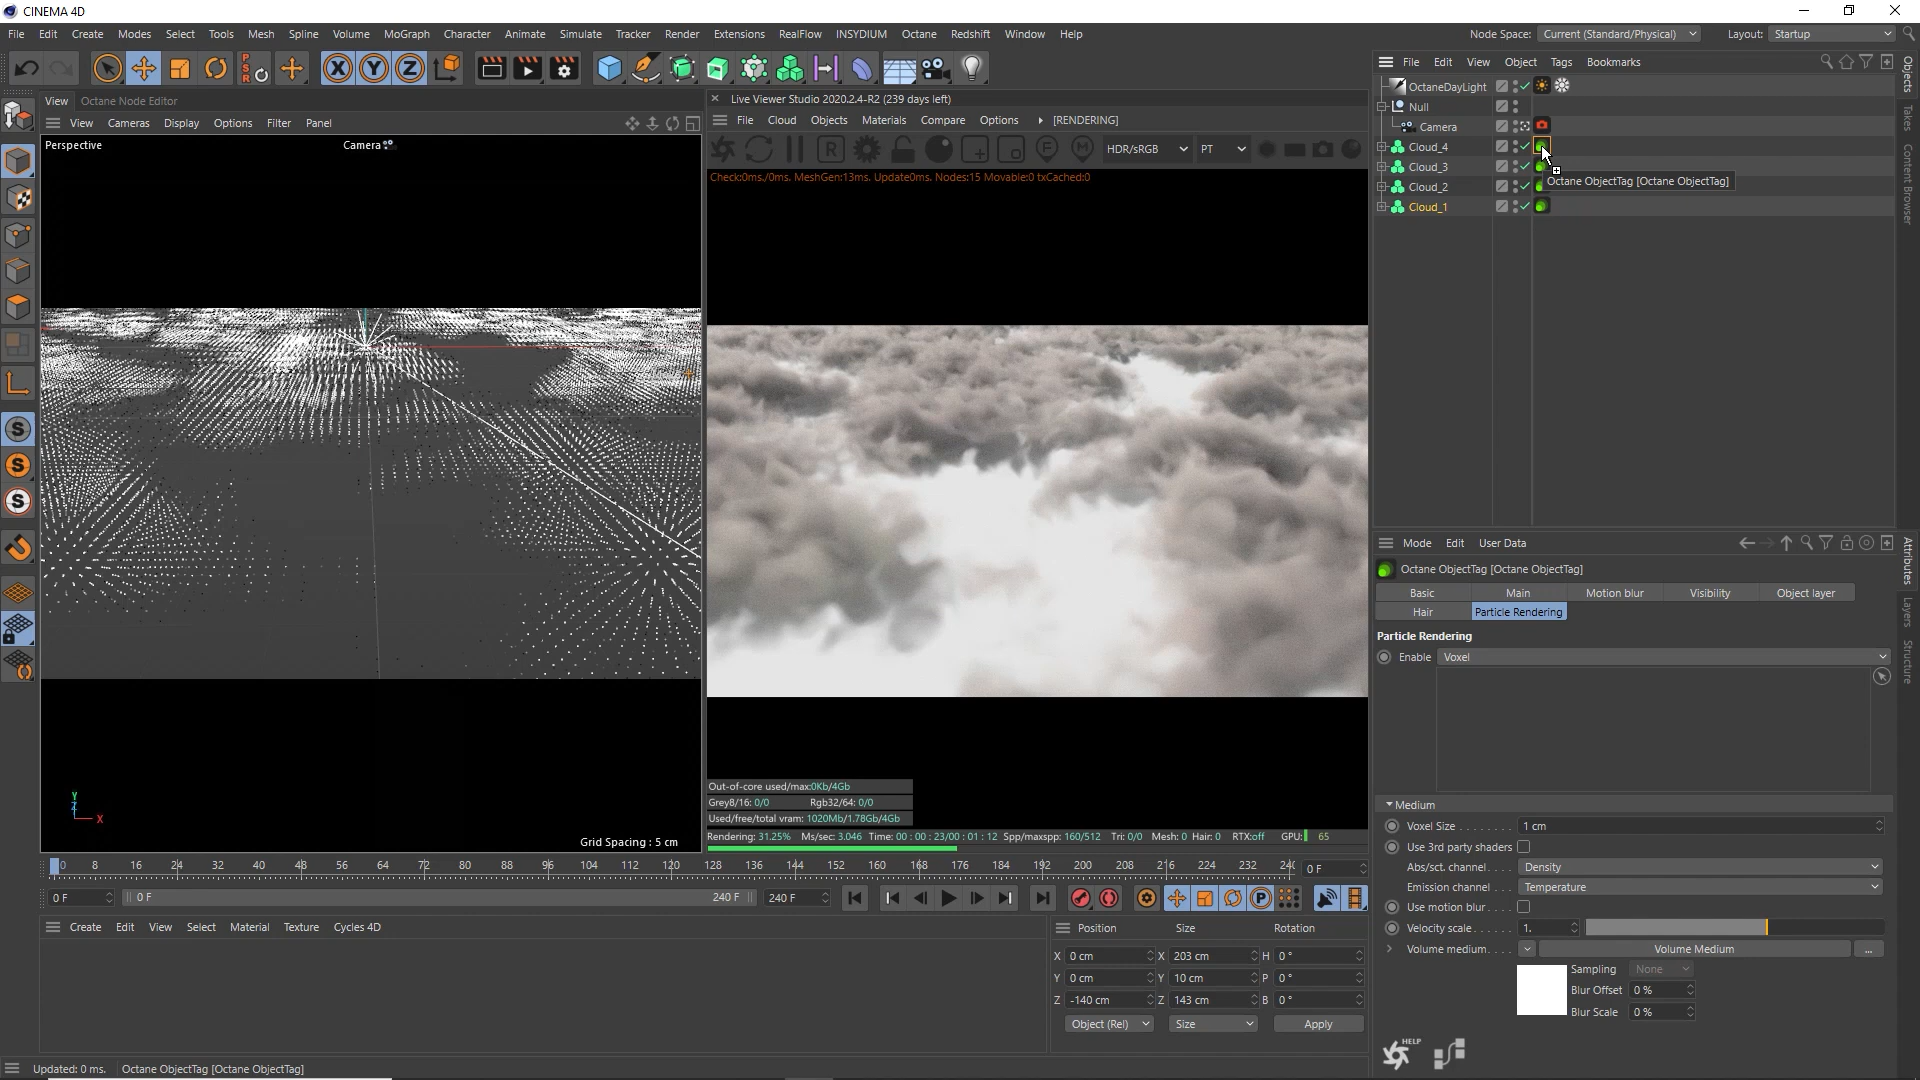 CINEMA 4D
File Edit Create Modes Select Tools Mesh Spline Volume MoGraph Character Animate Simulate Tracker Render Extensions RealFlow INSYDIUM Octane Redshift Window Help
Node Space: Current (Standard/Physical) Layout: Startup
PSR X Y Z
File Edit View Object Tags Bookmarks
View Octane Node Editor
Live Viewer Studio 2020.2.4-R2 (239 days left)
View Cameras Display Options Filter Panel
File Cloud Objects Materials Compare Options [RENDERING]
Perspective Camera
R F M HDR/sRGB PT
Check:0ms./0ms. MeshGen:13ms. Update0ms. Nodes:15 Movable:0 txCached:0
OctaneDayLight
Null
Camera
Cloud_4
Cloud_3
Cloud_2
Cloud_1
Octane ObjectTag [Octane ObjectTag]
Objects
Takes
Content Browser
S
S
S
Mode Edit User Data
Octane ObjectTag [Octane ObjectTag]
Basic Main Motion blur Visibility Object layer
Hair Particle Rendering
Particle Rendering
Enable Voxel
Attributes
Layers
Structure
Medium
Voxel Size . . . . . . . 1 cm
Use 3rd party shaders
Abs/sct. channel . . . . Density
Emission channel . . . . Temperature
Use motion blur . . . . .
Velocity scale . . . . . . 1.
Volume medium . . . . Volume Medium ...
Sampling None
Blur Offset 0 %
Blur Scale 0 %
HELP
Out-of-core used/max:0Kb/4Gb
Grey8/16: 0/0 Rgb32/64: 0/0
Used/free/total vram: 1020Mb/1.78Gb/4Gb
Rendering: 31.25% Ms/sec: 3.046 Time: 00 : 00 : 23/00 : 01 : 12 Spp/maxspp: 160/512 Tri: 0/0 Mesh: 0 Hair: 0 RTX:off GPU: 65
Y
Z
X
Grid Spacing : 5 cm
0 8 16 24 32 40 48 56 64 72 80 88 96 104 112 120 128 136 144 152 160 168 176 184 192 200 208 216 224 232 240 0 F
0 F 0 F 240 F 240 F
P
Create Edit View Select Material Texture Cycles 4D
Position Size Rotation
X 0 cm X 203 cm H 0 °
Y 0 cm Y 10 cm P 0 °
Z -140 cm Z 143 cm B 0 °
Object (Rel) Size Apply
Updated: 0 ms. Octane ObjectTag [Octane ObjectTag]